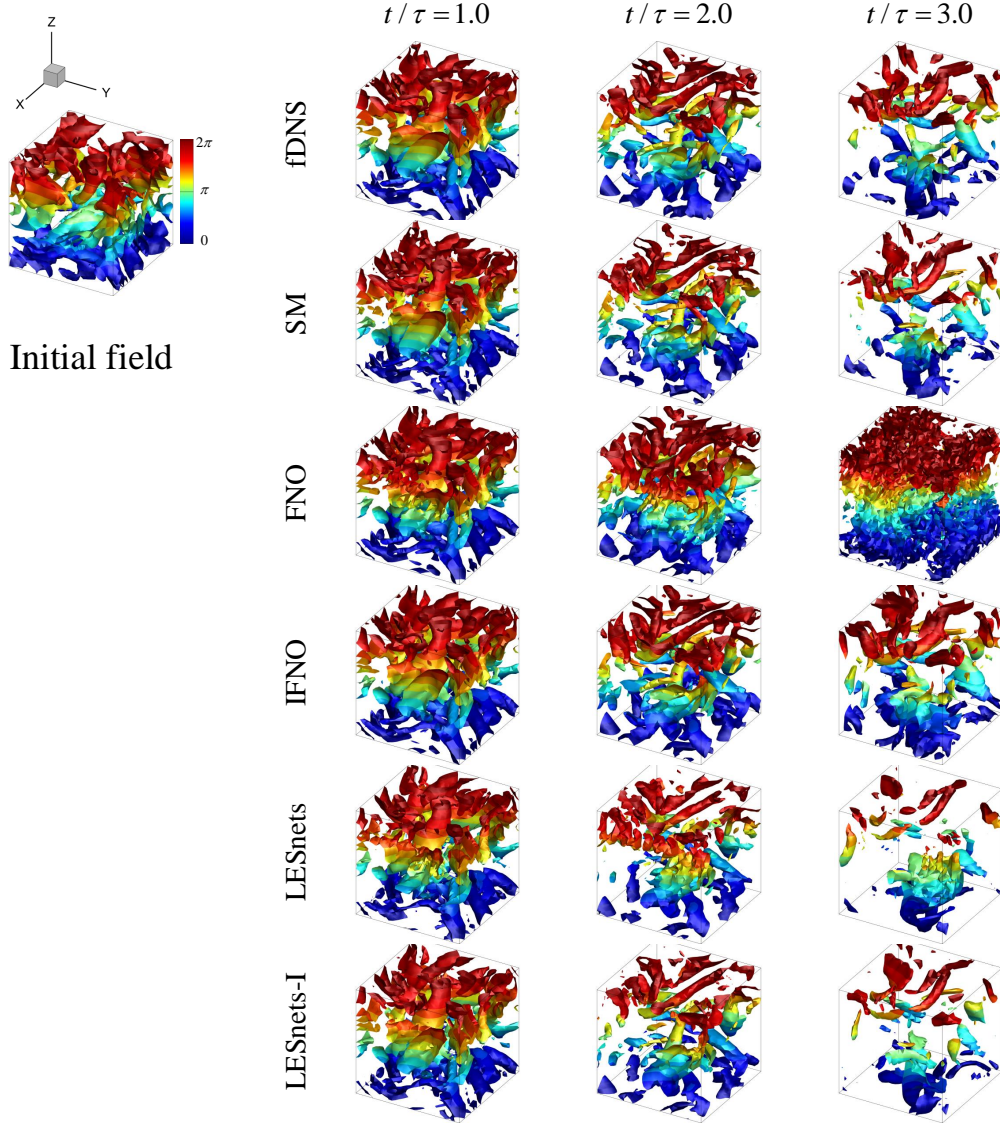 t / τ = 1.0
t / τ = 2.0
t / τ = 3.0
Z
Y
X
2π
π
0
Initial field
fDNS
SM
FNO
IFNO
LESnets
LESnets-I